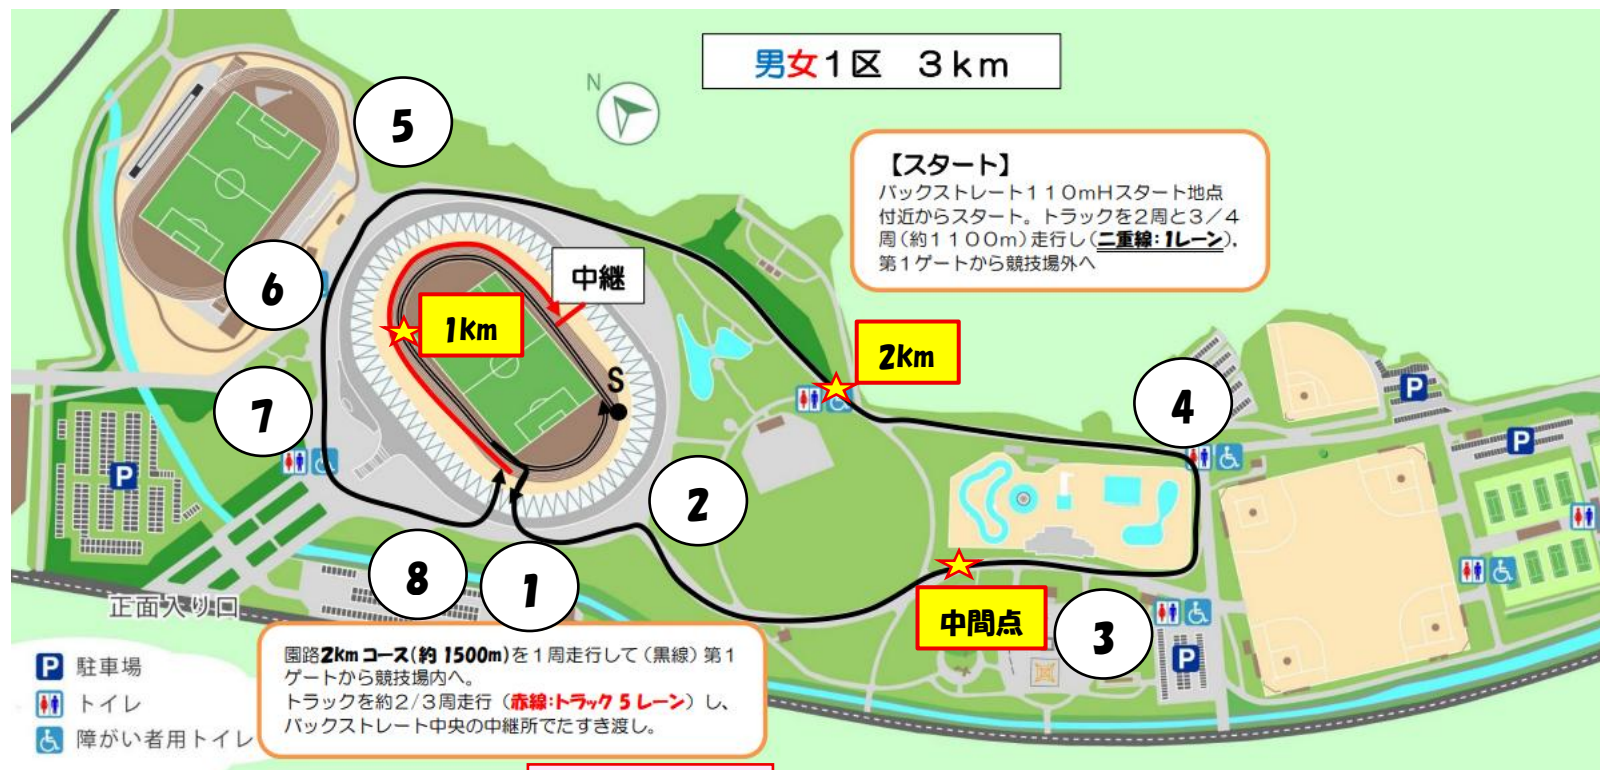 男女1区 3km
N
5
【スタート】
バックストレート110mHスタート地点
付近からスタート。トラックを2周と3/4
周(約1100m)走行し(二重線:1レーン)、
第1ゲートから競技場外へ
6
中継
1km
2km
S
P
4
7
P
P
2
8
1
中間点
3
正面入り口
P
園路2kmコース(約1500m)を1周走行して(黒線)第1
ゲートから競技場内へ。
トラックを約2/3周走行(赤線:トラック5レーン)し、
バックストレート中央の中継所でたすき渡し。
P 駐車場
トイレ
障がい者用トイレ